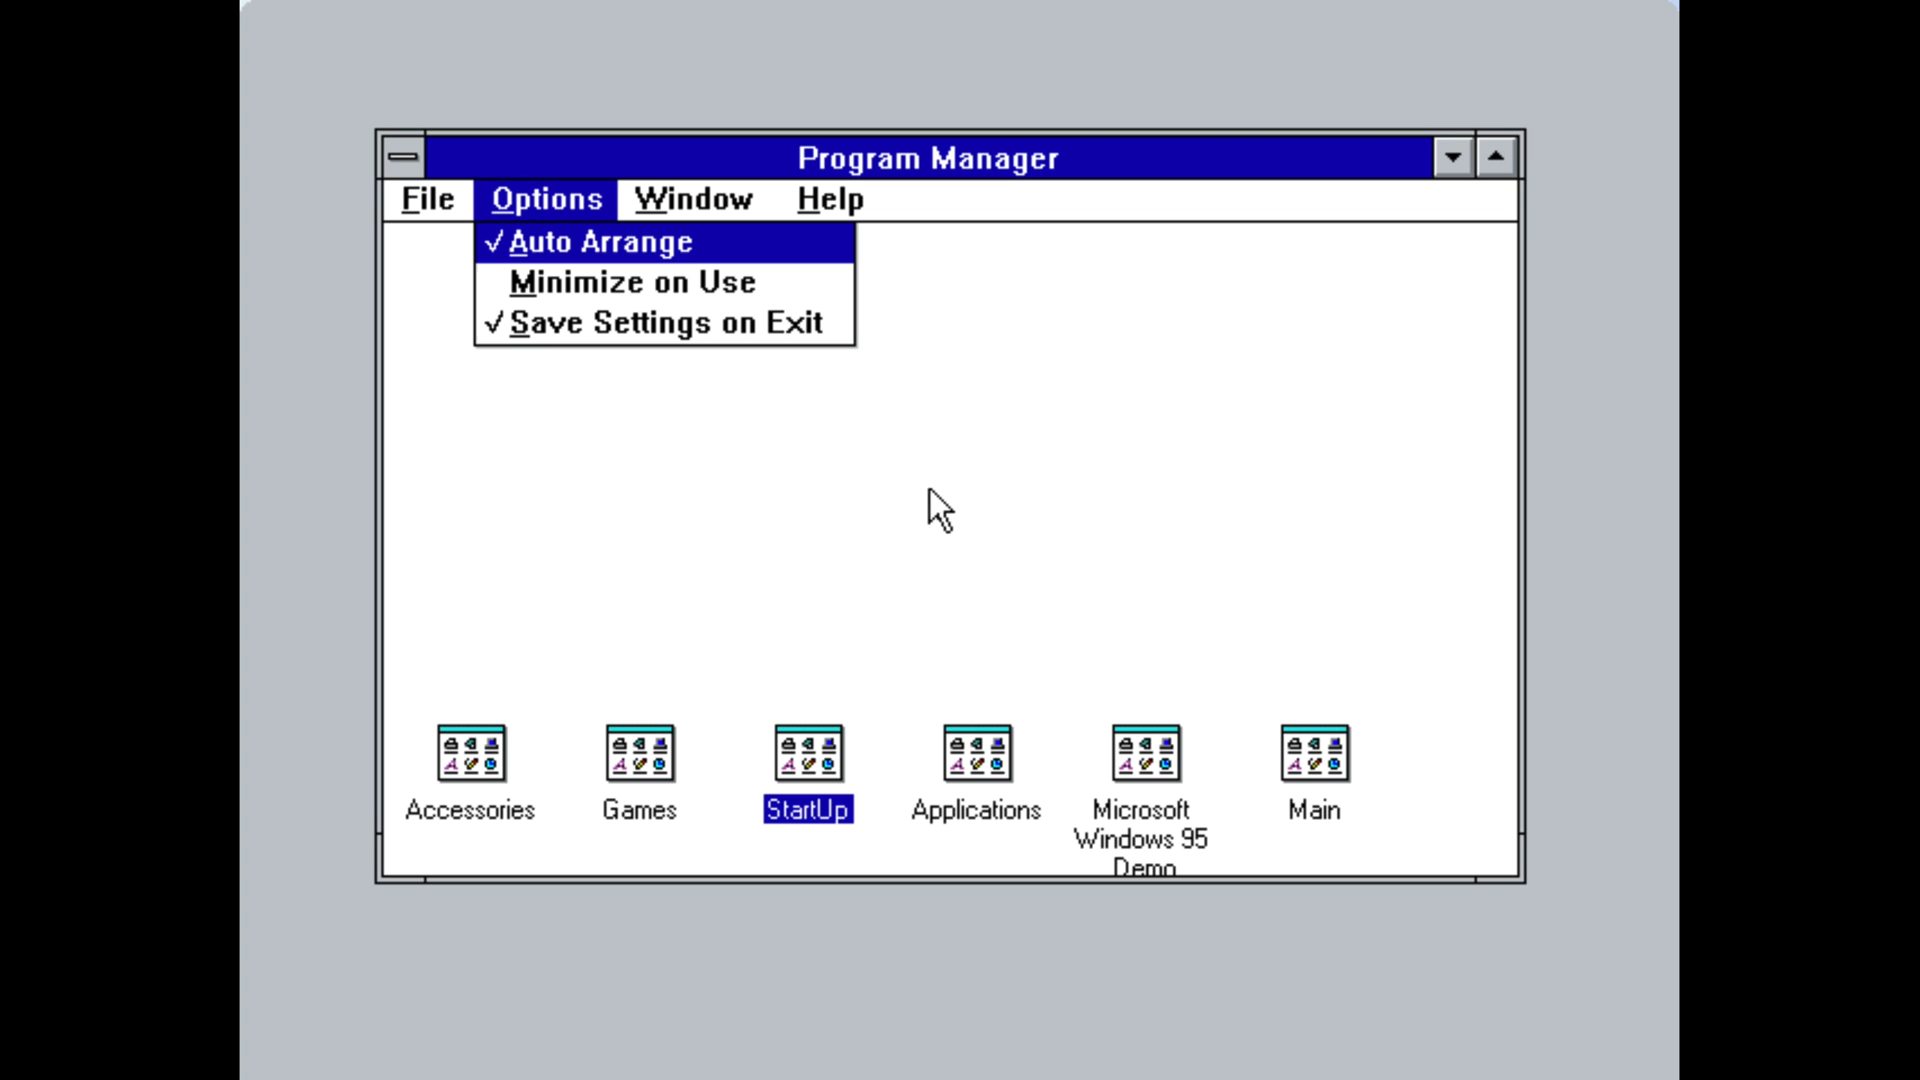 Program Manager
File Options Window Help
✓Auto Arrange
Minimize on Use
✓Save Settings on Exit
Accessories Games StartUp Applications Microsoft Main
Windows 95
Demo